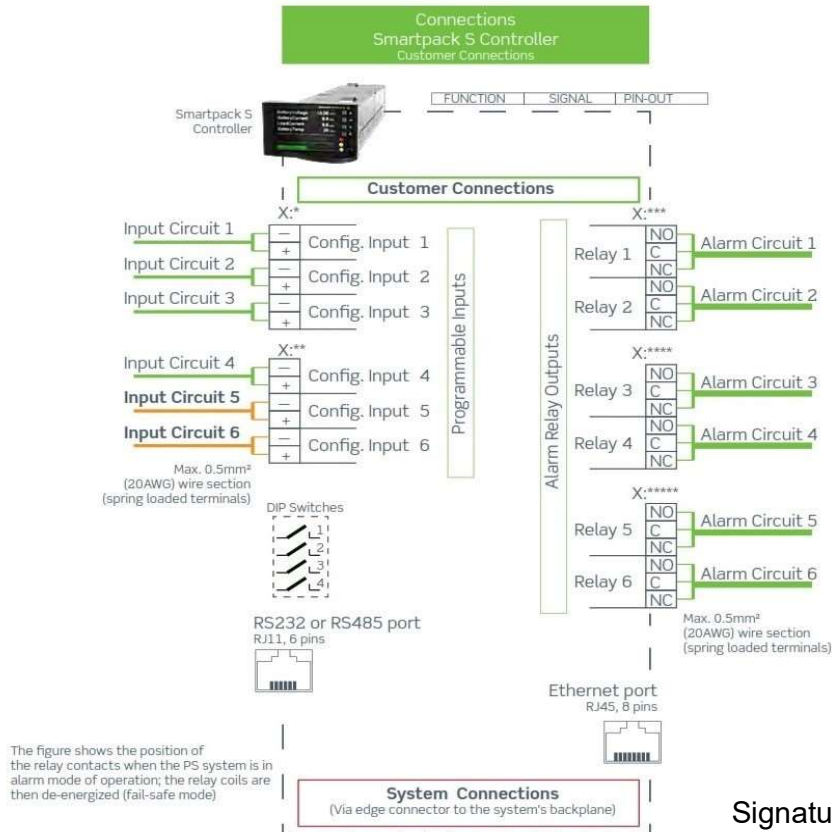 Connections
Smartpack S Controller
Customer Connections
Smartpack S
Controller
FUNCTION SIGNAL PIN-OUT
Customer Connections
X:*
Input Circuit 1
Input Circuit 2
Input Circuit 3
− + Config. Input 1
− + Config. Input 2
− + Config. Input 3
X:**
Input Circuit 4
Input Circuit 5
Input Circuit 6
− + Config. Input 4
− + Config. Input 5
− + Config. Input 6
Max. 0.5mm²
(20AWG) wire section
(spring loaded terminals)
Programmable Inputs
Alarm Relay Outputs
X:***
Relay 1 NO C NC Alarm Circuit 1
Relay 2 NO C NC Alarm Circuit 2
X:****
Relay 3 NO C NC Alarm Circuit 3
Relay 4 NO C NC Alarm Circuit 4
X:*****
Relay 5 NO C NC Alarm Circuit 5
Relay 6 NO C NC Alarm Circuit 6
Max. 0.5mm²
(20AWG) wire section
(spring loaded terminals)
DIP Switches
1
2
3
4
RS232 or RS485 port
RJ11, 6 pins
Ethernet port
RJ45, 8 pins
The figure shows the position of
the relay contacts when the PS system is in
alarm mode of operation; the relay coils are
then de-energized (fail-safe mode)
System Connections
(Via edge connector to the system's backplane)
Signatu